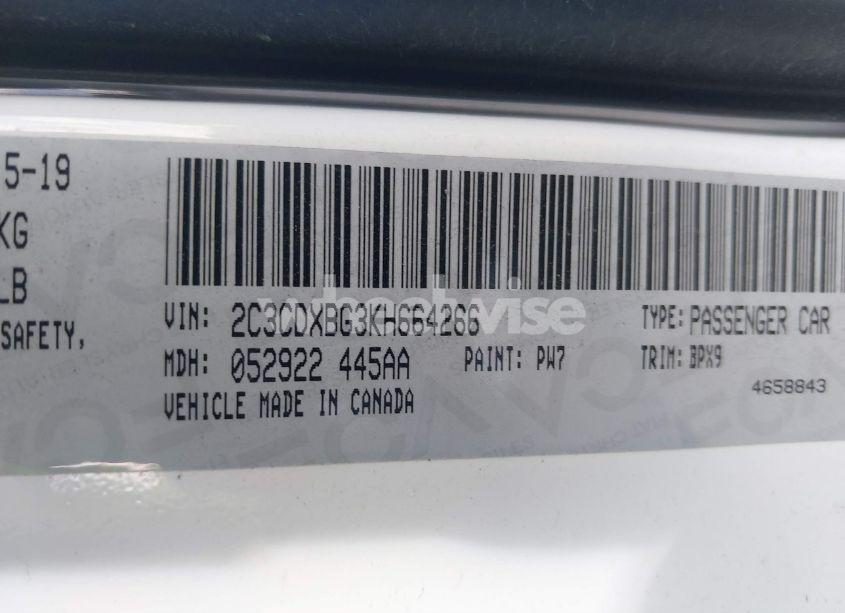 5-19
KG
LB
SAFETY,
VIN: 2C3CDXBG3KH664266
TYPE: PASSENGER CAR
MDH: 052922 445AA
PAINT: PW7
TRIM: BPX9
4658843
VEHICLE MADE IN CANADA